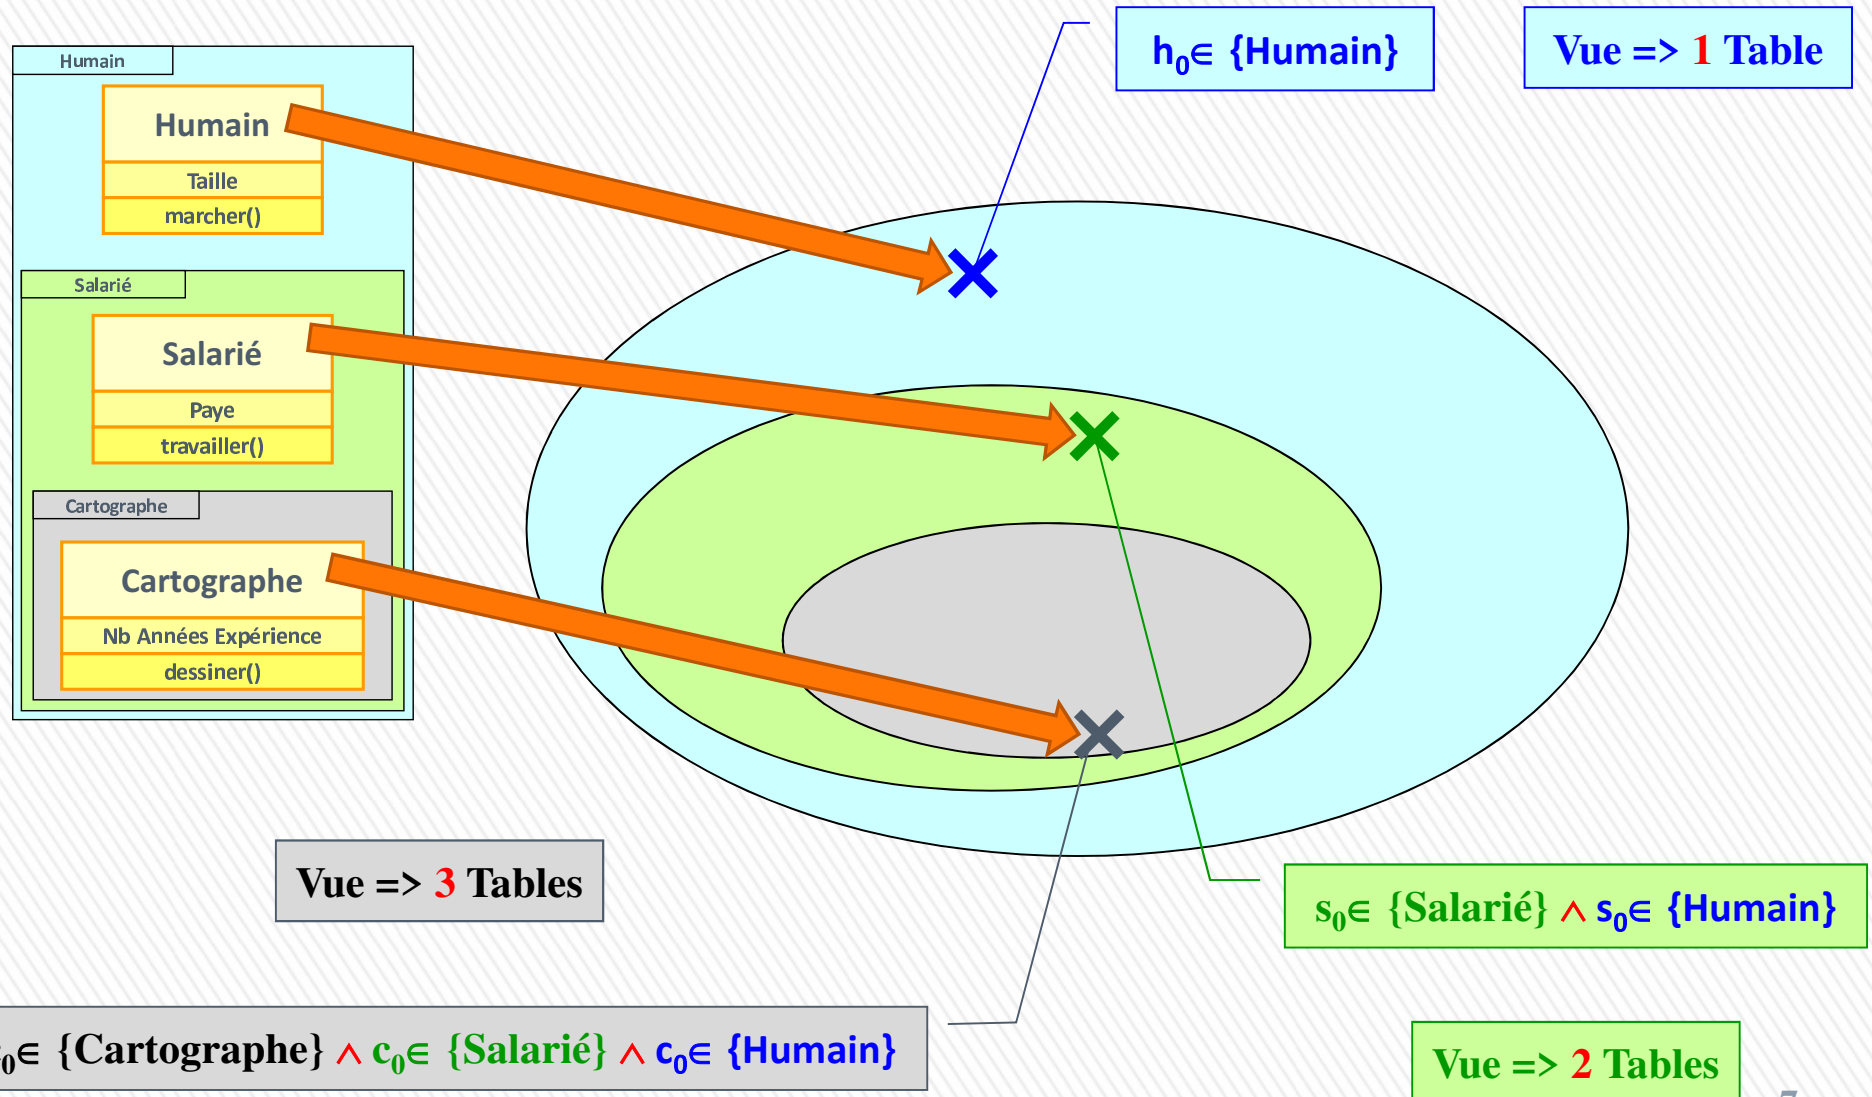 h₀∈ {Humain}
Vue => 1 Table
Humain
Humain
Taille
marcher()
Salarié
Salarié
Paye
travailler()
Cartographe
Cartographe
Nb Années Expérience
dessiner()
Vue => 3 Tables
s₀∈ {Salarié} ∧ s₀∈ {Humain}
₀∈ {Cartographe} ∧ c₀∈ {Salarié} ∧ c₀∈ {Humain}
Vue => 2 Tables